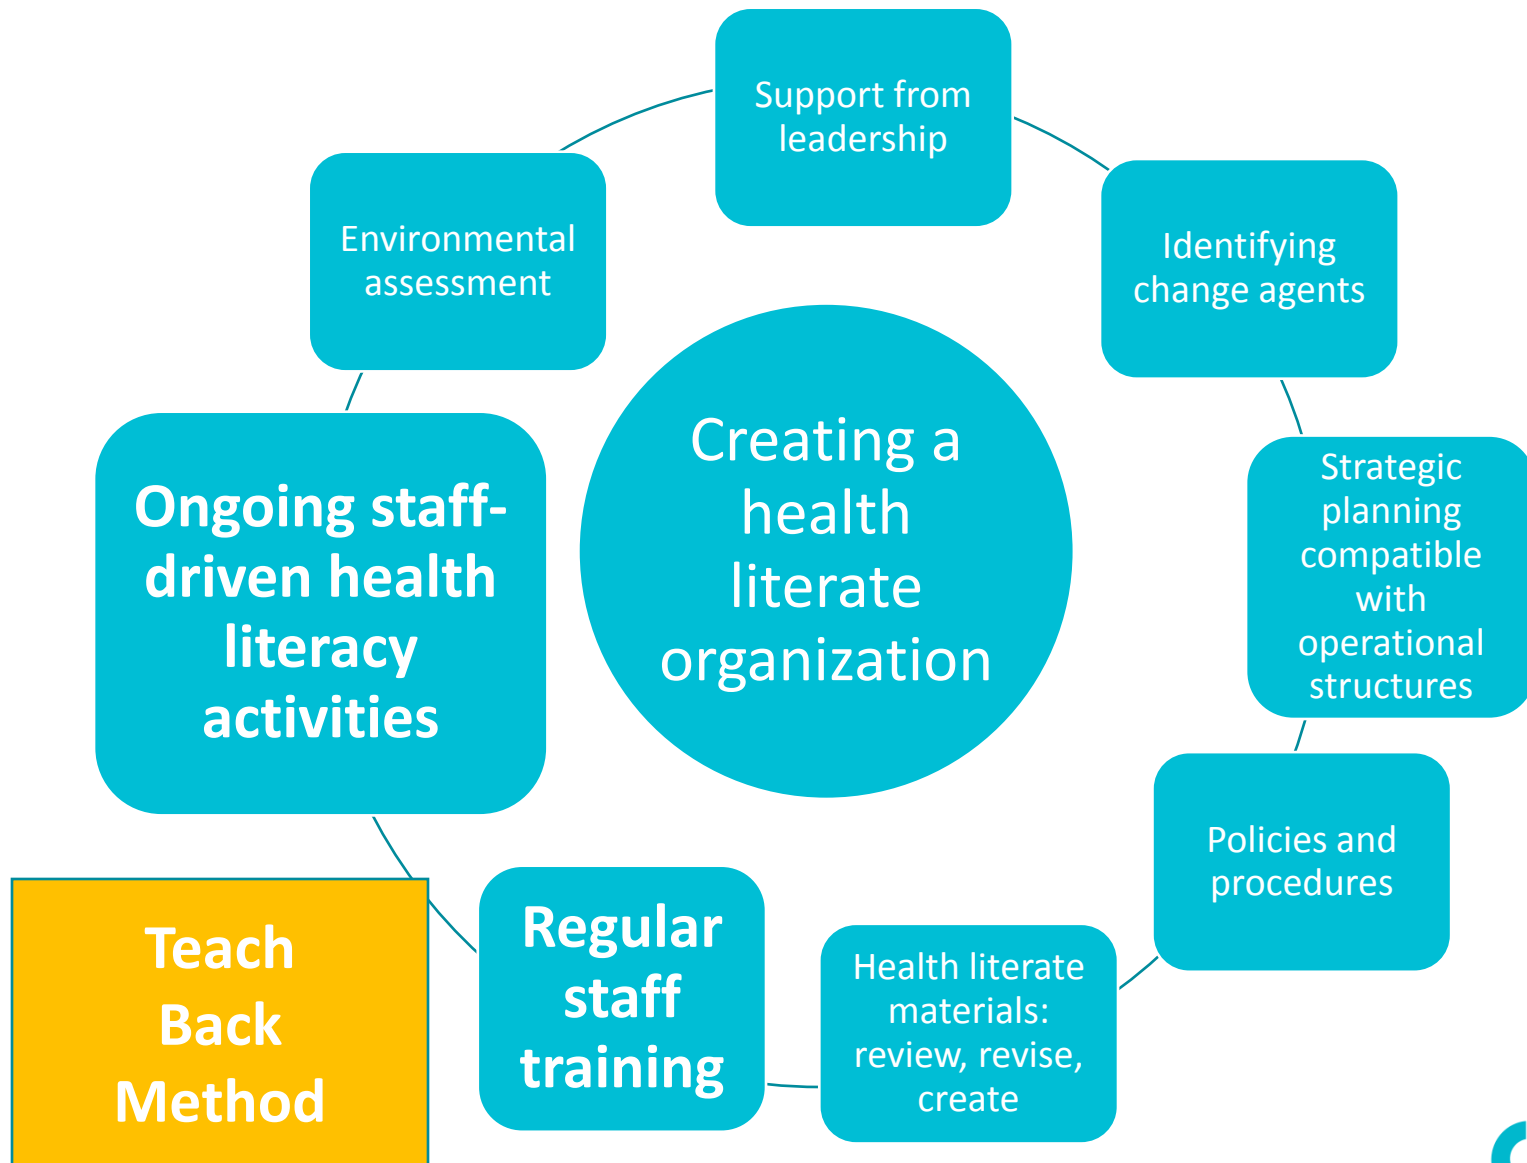 Support from
leadership
Identifying
change agents
Strategic
planning
compatible
with
operational
structures
Policies and
procedures
Health literate
materials:
review, revise,
create
Regular
staff
training
Ongoing staff-
driven health
literacy
activities
Environmental
assessment
Creating a
health
literate
organization
Teach
Back
Method